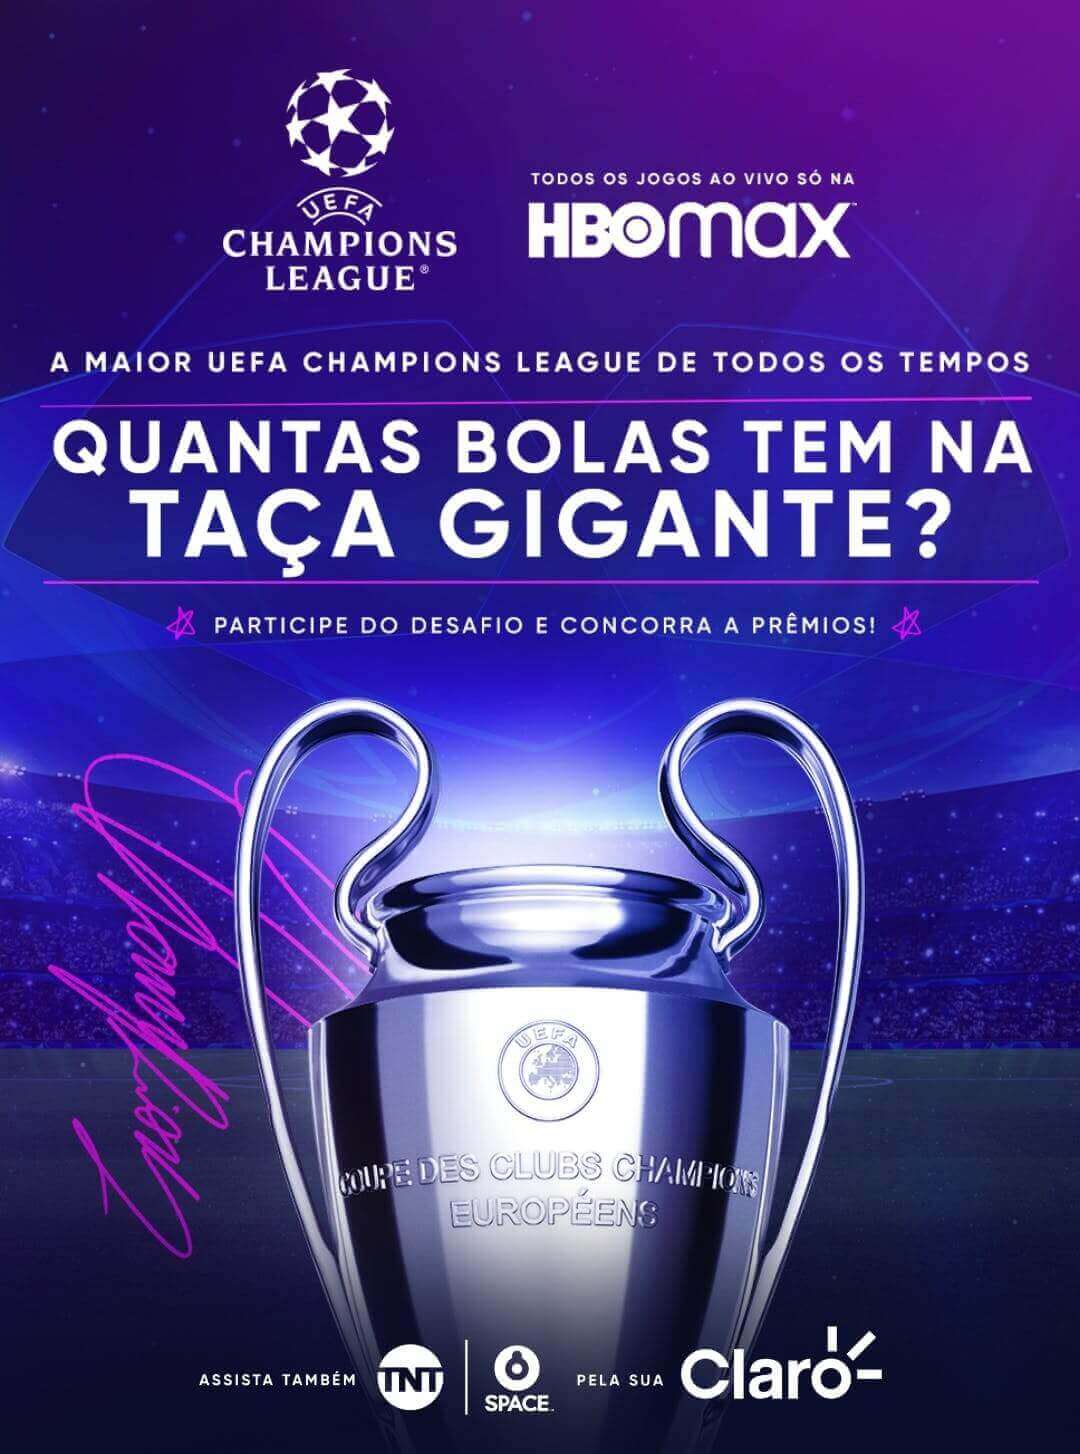 UEFA
CHAMPIONS
LEAGUE®
TODOS OS JOGOS AO VIVO SÓ NA
HBOMAX
A MAIOR UEFA CHAMPIONS LEAGUE DE TODOS OS TEMPOS
QUANTAS BOLAS TEM NA
TAÇA GIGANTE?
PARTICIPE DO DESAFIO E CONCORRA A PRÊMIOS!
UEFA
COUPE DES CLUBS CHAMPIONS
EUROPÉENS
ASSISTA TAMBÉM
TNT
SPACE
PELA SUA
Claro